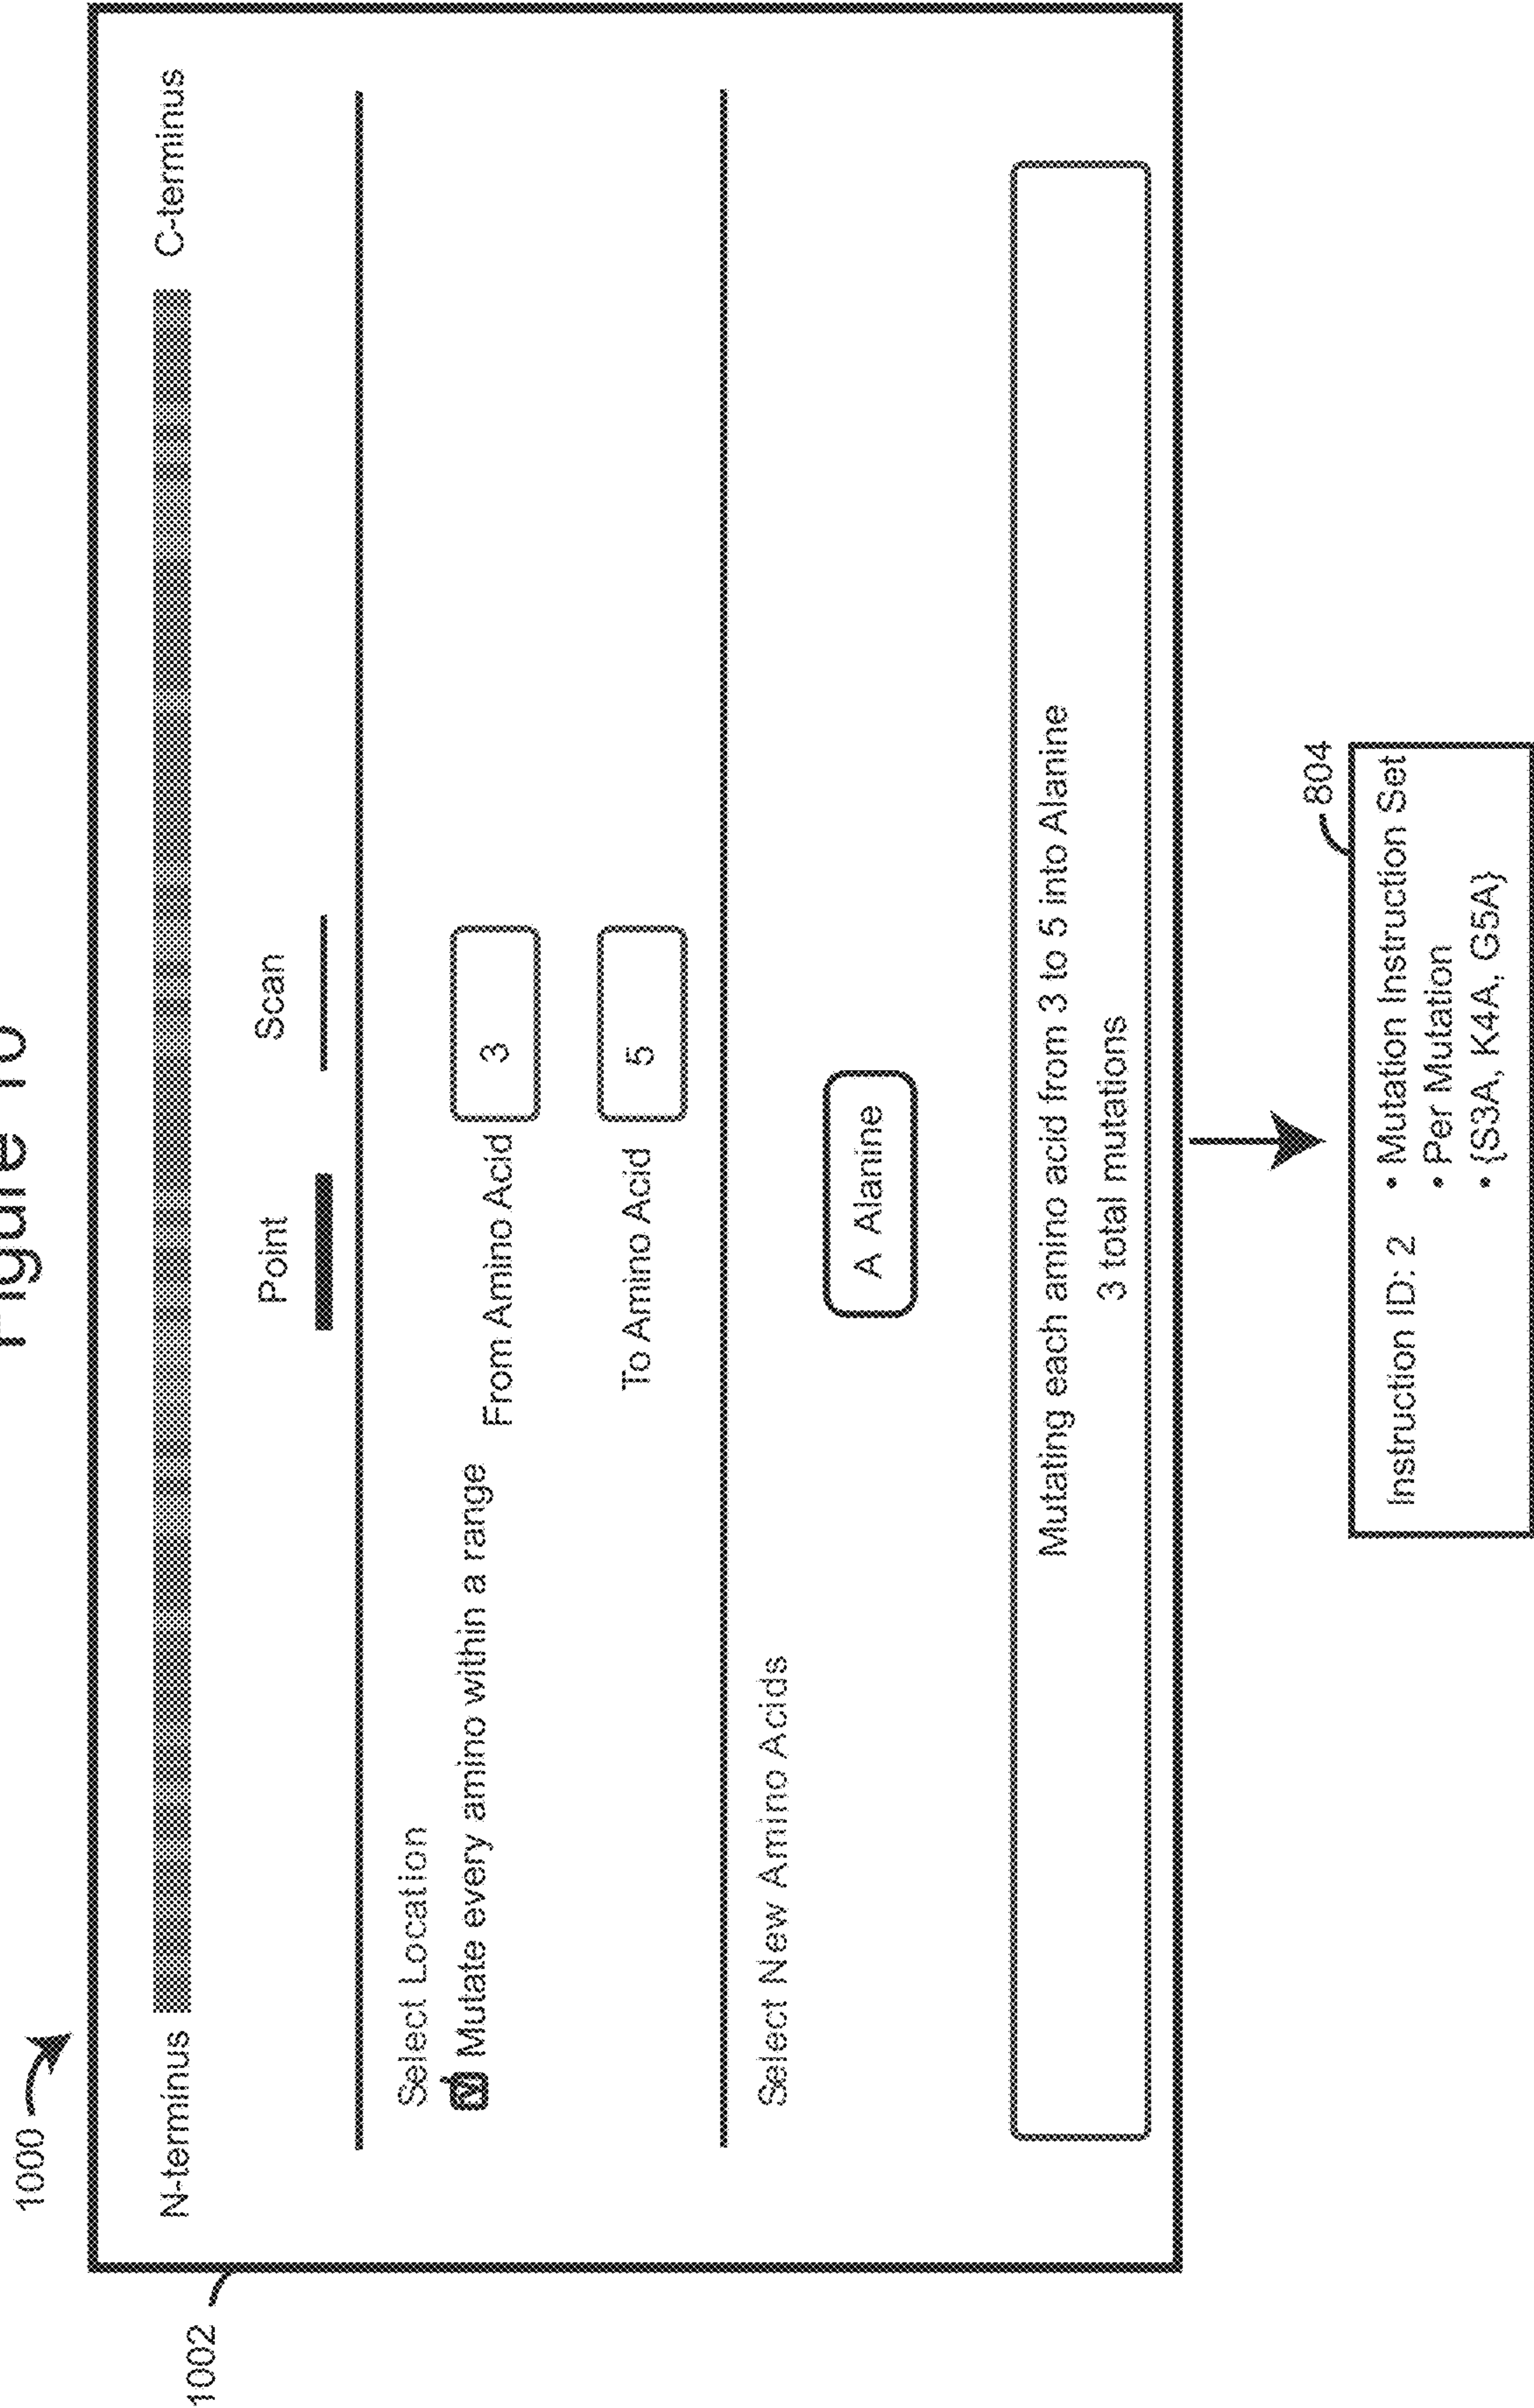 Figure 10
1000
1002
N-terminus
C-terminus
Point
Scan
Select Location
Mutate every amino within a range
From Amino Acid
3
To Amino Acid
5
Select New Amino Acids
A Alanine
Mutating each amino acid from 3 to 5 into Alanine
3 total mutations
804
Instruction ID: 2
• Mutation Instruction Set
• Per Mutation
• {S3A, K4A, G5A}